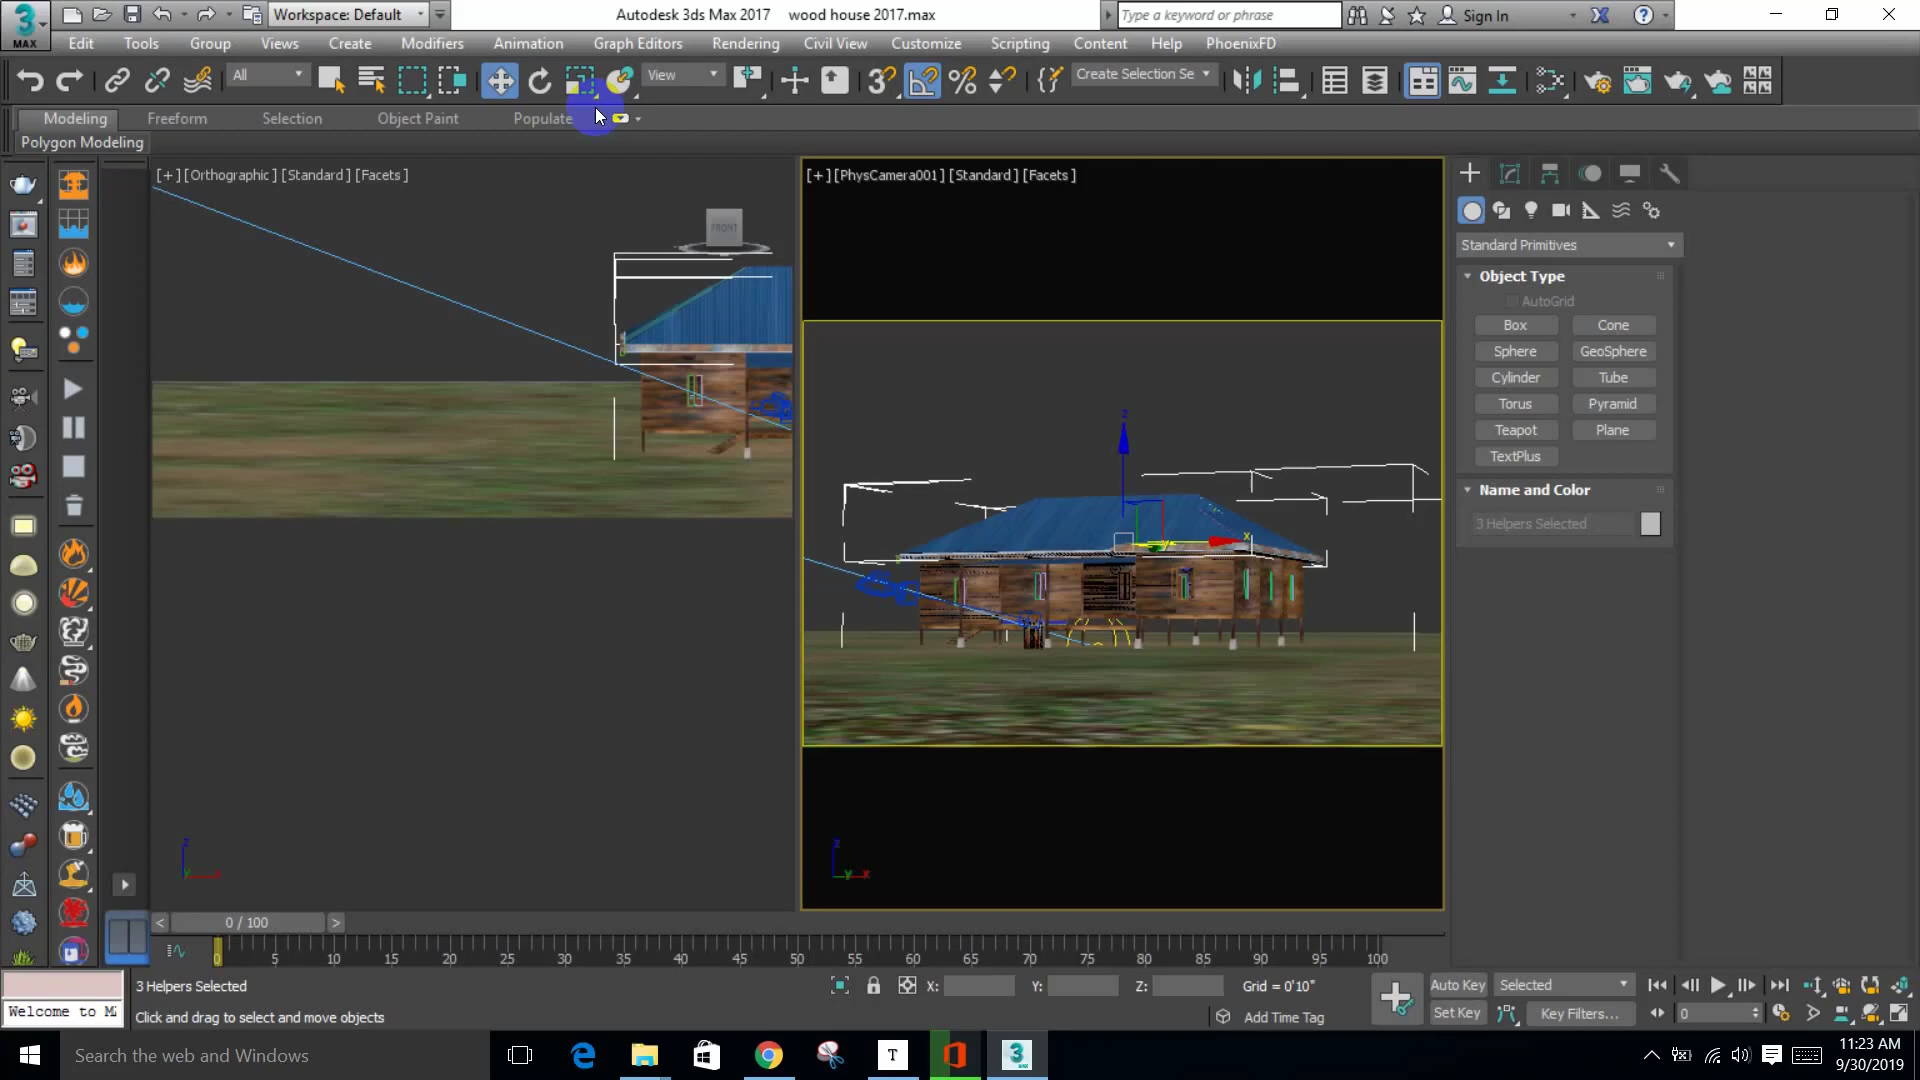 Workspace: Default
Autodesk 3ds Max 2017 wood house 2017.max
Type a keyword or phrase
Sign In
MAX
Edit Tools Group Views Create Modifiers Animation Graph Editors Rendering Civil View Customize Scripting Content Help PhoenixFD
All
View
Create Selection Se
Modeling Freeform Selection Object Paint Populate
Polygon Modeling
[+] [Orthographic] [Standard] [Facets]
[+] [PhysCamera001] [Standard] [Facets]
FRONT
Standard Primitives
Object Type
AutoGrid
Box Cone
Sphere GeoSphere
Cylinder Tube
Torus Pyramid
Teapot Plane
TextPlus
Name and Color
3 Helpers Selected
z
x
z
x
z
y
x
< 0 / 100 >
0 5 10 15 20 25 30 35 40 45 50 55 60 65 70 75 80 85 90 95 100
3 Helpers Selected
X: Y: Z: Grid = 0'10"
Auto Key Selected
Welcome to M
Click and drag to select and move objects
Add Time Tag
Set Key Key Filters...
0
Search the web and Windows
T
3
11:23 AM
9/30/2019